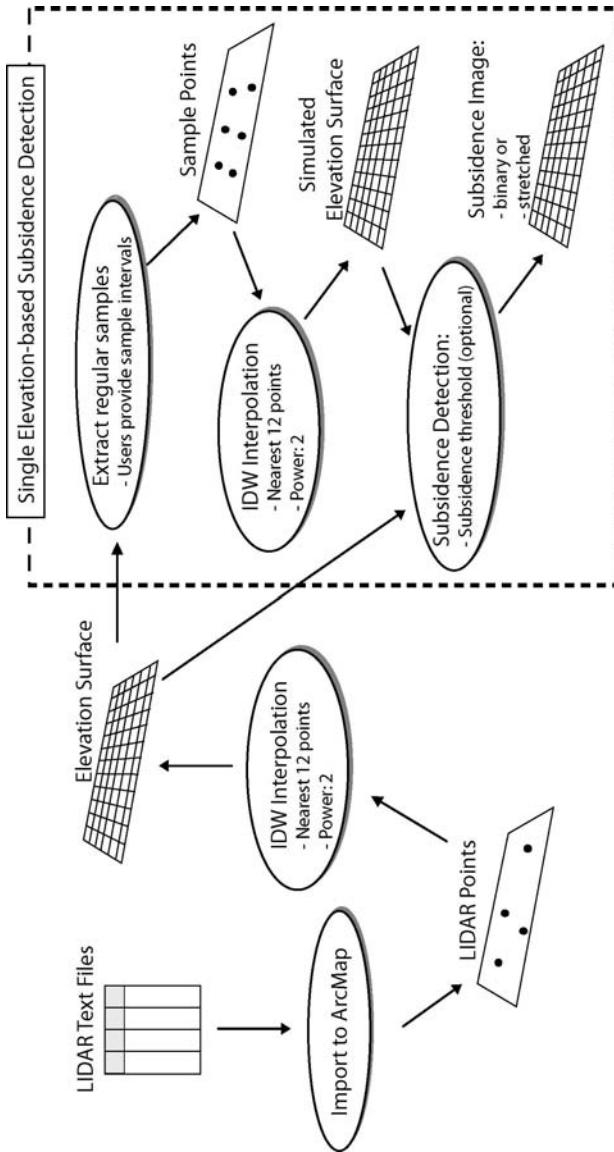 LIDAR Text Files
Import to ArcMap
LIDAR Points
IDW Interpolation
- Nearest 12 points
- Power: 2
Elevation Surface
Single Elevation-based Subsidence Detection
Extract regular samples
- Users provide sample intervals
Sample Points
IDW Interpolation
- Nearest 12 points
- Power: 2
Simulated
Elevation Surface
Subsidence Detection:
- Subsidence threshold (optional)
Subsidence Image:
- binary or
- stretched